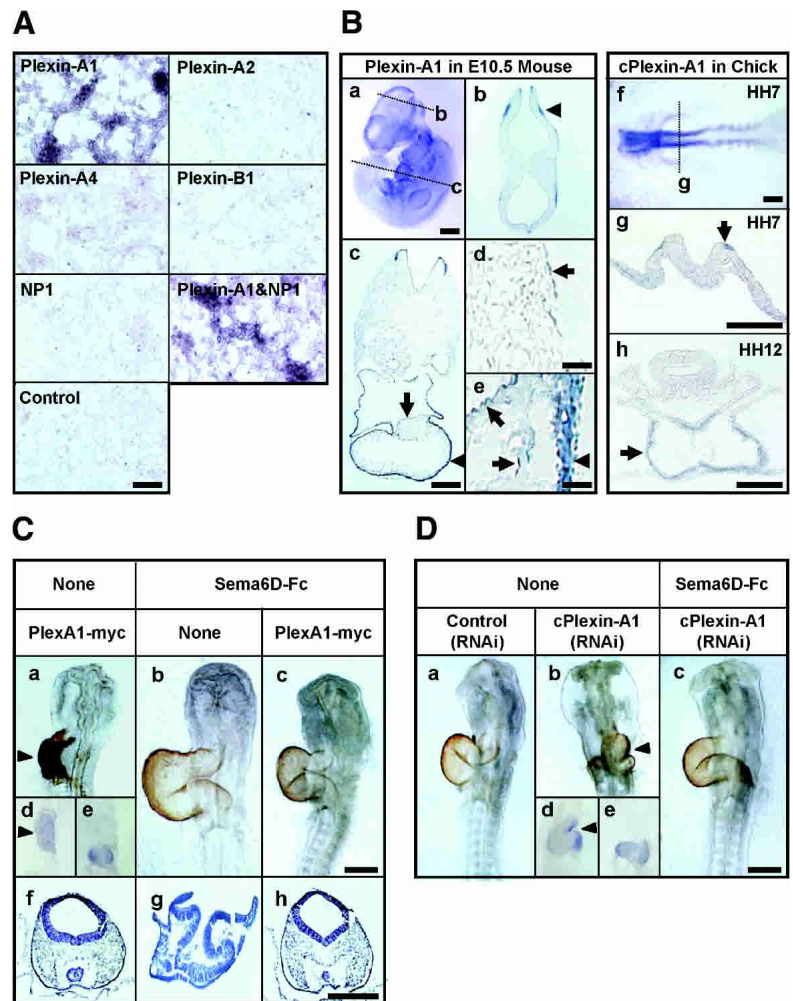 A
Plexin-A1
Plexin-A2
Plexin-A4
Plexin-B1
NP1
Plexin-A1&NP1
Control
B
Plexin-A1 in E10.5 Mouse
a
b
c
b
c
d
e
cPlexin-A1 in Chick
f
HH7
g
g
HH7
h
HH12
C
None
Sema6D-Fc
PlexA1-myc
None
PlexA1-myc
a
b
c
d
e
f
g
h
D
None
Sema6D-Fc
Control
(RNAi)
cPlexin-A1
(RNAi)
cPlexin-A1
(RNAi)
a
b
c
d
e